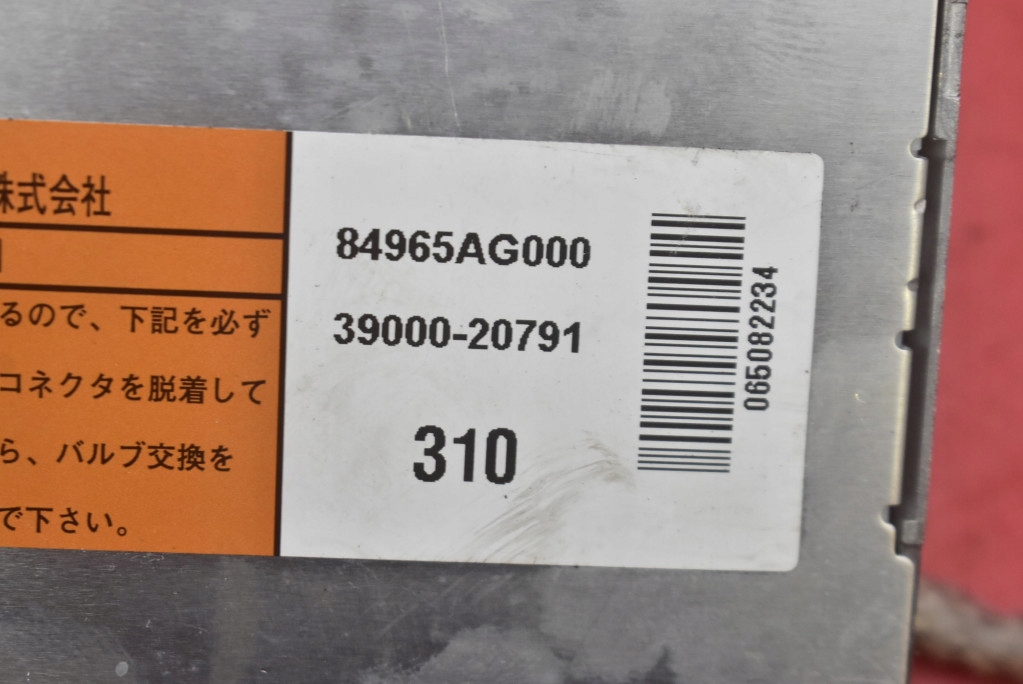 株式会社
るので、下記を必ず
コネクタを脱着して
ら、バルブ交換を
で下さい。
84965AG000
39000-20791
310
065082234